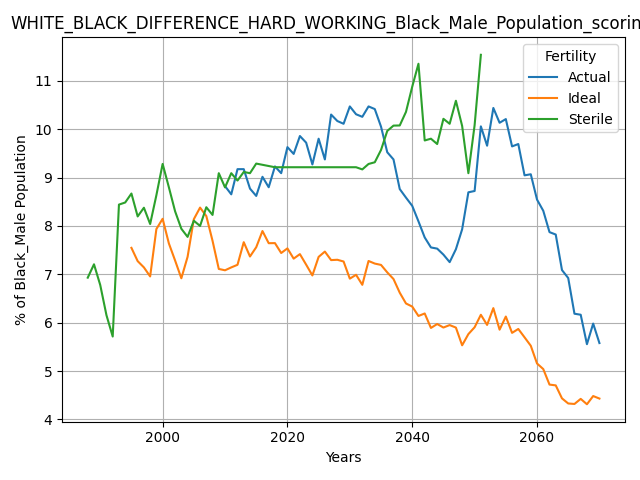 WHITE_BLACK_DIFFERENCE_HARD_WORKING_Black_Male_Population_scorin
Fertility
Actual
Ideal
Sterile
% of Black_Male Population
11
10
9
8
7
6
5
4
2000 2020 2040 2060
Years